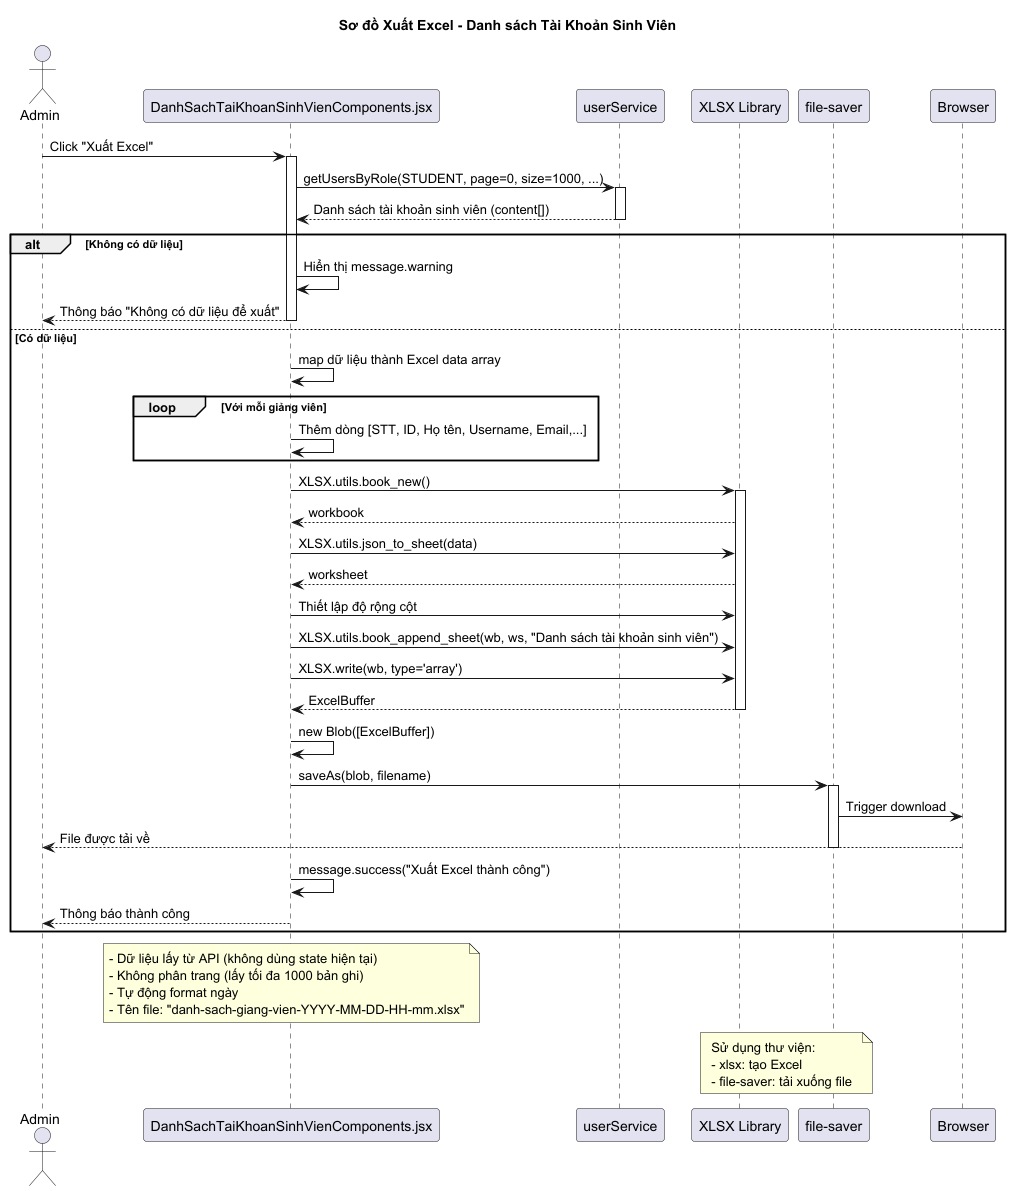 Sơ đồ Xuất Excel - Danh sách Tài Khoản Sinh Viên
Admin
DanhSachTaiKhoanSinhVienComponents.jsx
userService
XLSX Library
file-saver
Browser
Click "Xuất Excel"
getUsersByRole(STUDENT, page=0, size=1000, ...)
Danh sách tài khoản sinh viên (content[])
alt
[Không có dữ liệu]
Hiển thị message.warning
Thông báo "Không có dữ liệu để xuất"
[Có dữ liệu]
map dữ liệu thành Excel data array
loop
[Với mỗi giảng viên]
Thêm dòng [STT, ID, Họ tên, Username, Email,...]
XLSX.utils.book_new()
workbook
XLSX.utils.json_to_sheet(data)
worksheet
Thiết lập độ rộng cột
XLSX.utils.book_append_sheet(wb, ws, "Danh sách tài khoản sinh viên")
XLSX.write(wb, type='array')
ExcelBuffer
new Blob([ExcelBuffer])
saveAs(blob, filename)
Trigger download
File được tải về
message.success("Xuất Excel thành công")
Thông báo thành công
- Dữ liệu lấy từ API (không dùng state hiện tại)
- Không phân trang (lấy tối đa 1000 bản ghi)
- Tự động format ngày
- Tên file: "danh-sach-giang-vien-YYYY-MM-DD-HH-mm.xlsx"
Sử dụng thư viện:
- xlsx: tạo Excel
- file-saver: tải xuống file
Admin
DanhSachTaiKhoanSinhVienComponents.jsx
userService
XLSX Library
file-saver
Browser